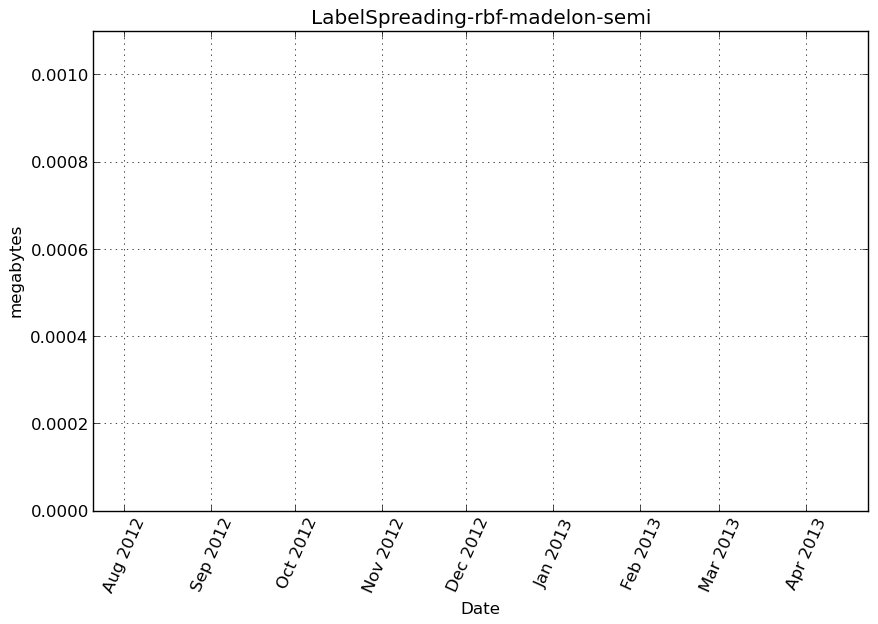 LabelSpreading-rbf-madelon-semi
0.0010
0.0008
0.0006
0.0004
0.0002
0.0000
megabytes
Aug 2012
Sep 2012
Oct 2012
Nov 2012
Dec 2012
Jan 2013
Feb 2013
Mar 2013
Apr 2013
Date